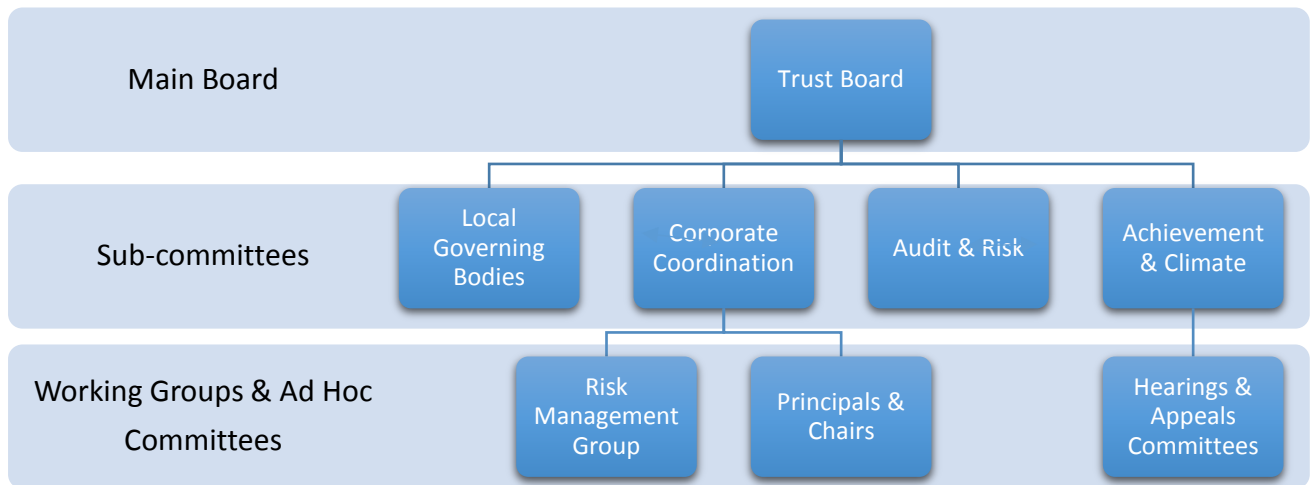 Main Board
Trust Board
Sub-committees
Local
Governing
Bodies
Corporate
Coordination
Audit & Risk
Achievement
& Climate
Working Groups & Ad Hoc
Committees
Risk
Management
Group
Principals &
Chairs
Hearings &
Appeals
Committees